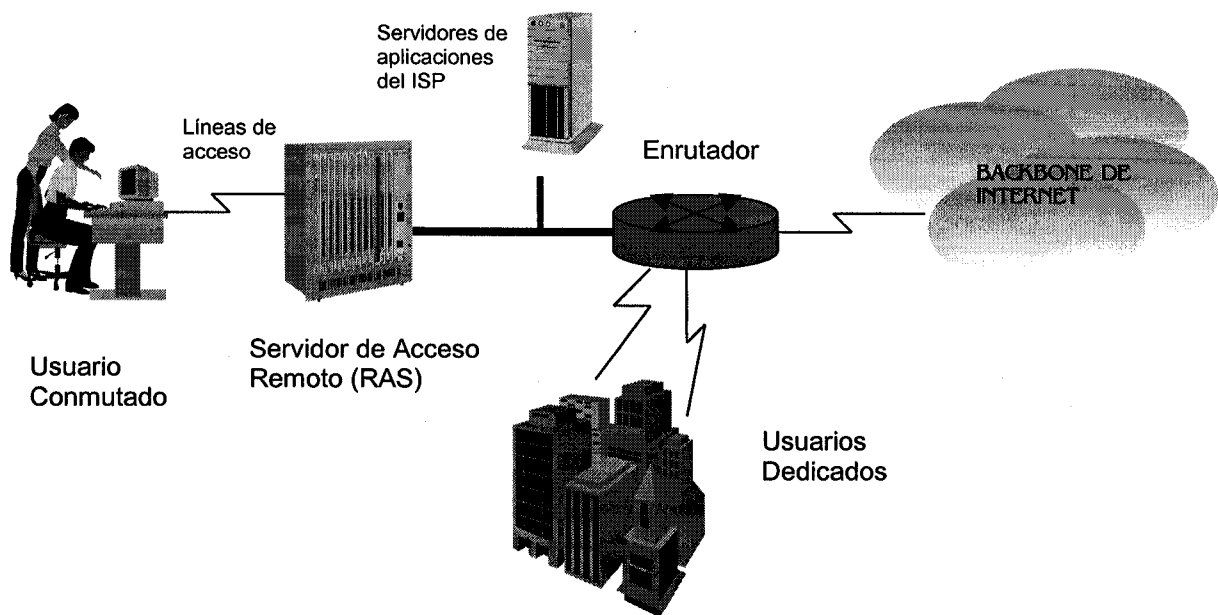 Servidores de
aplicaciones
del ISP
Líneas de
acceso
Enrutador
BACKBONE DE
INTERNET
Servidor de Acceso
Remoto (RAS)
Usuario
Conmutado
Usuarios
Dedicados